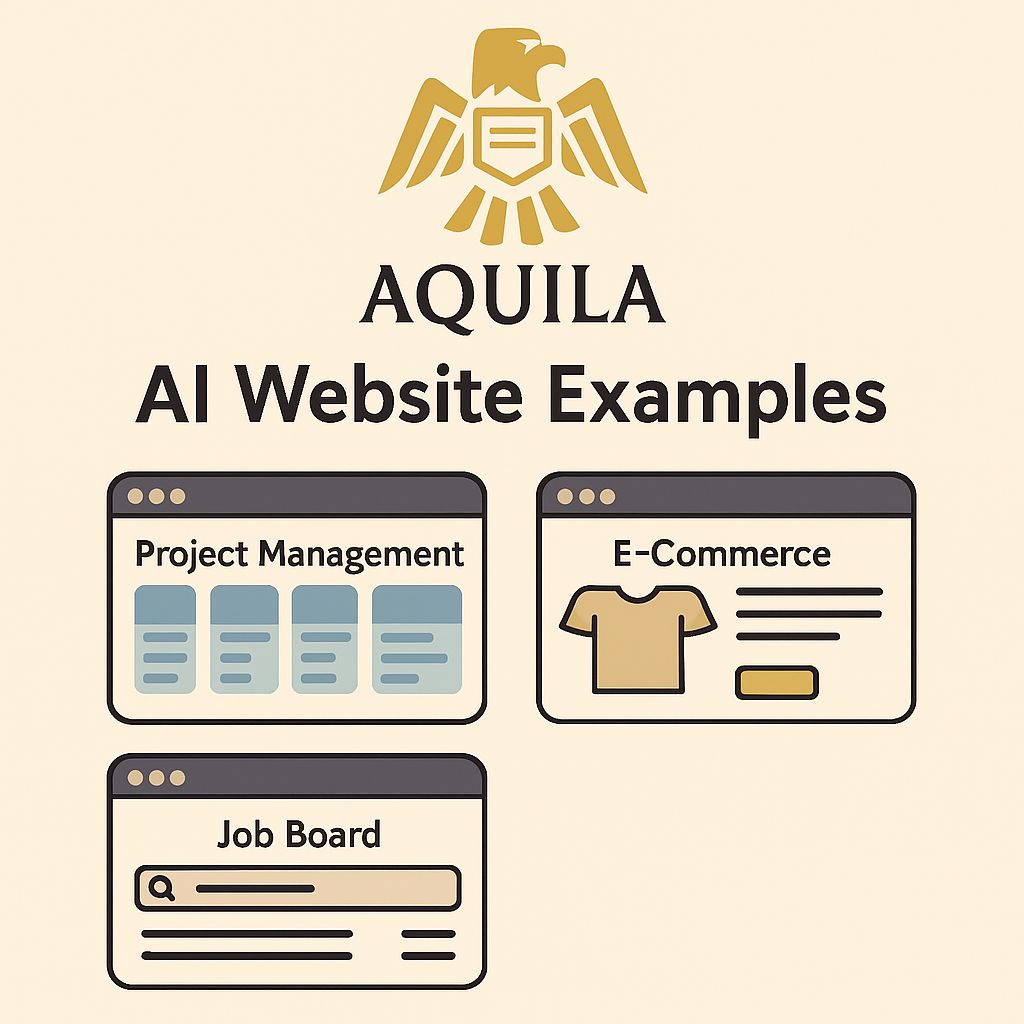 AQUILA
AI Website Examples
Project Management
E-Commerce
Job Board